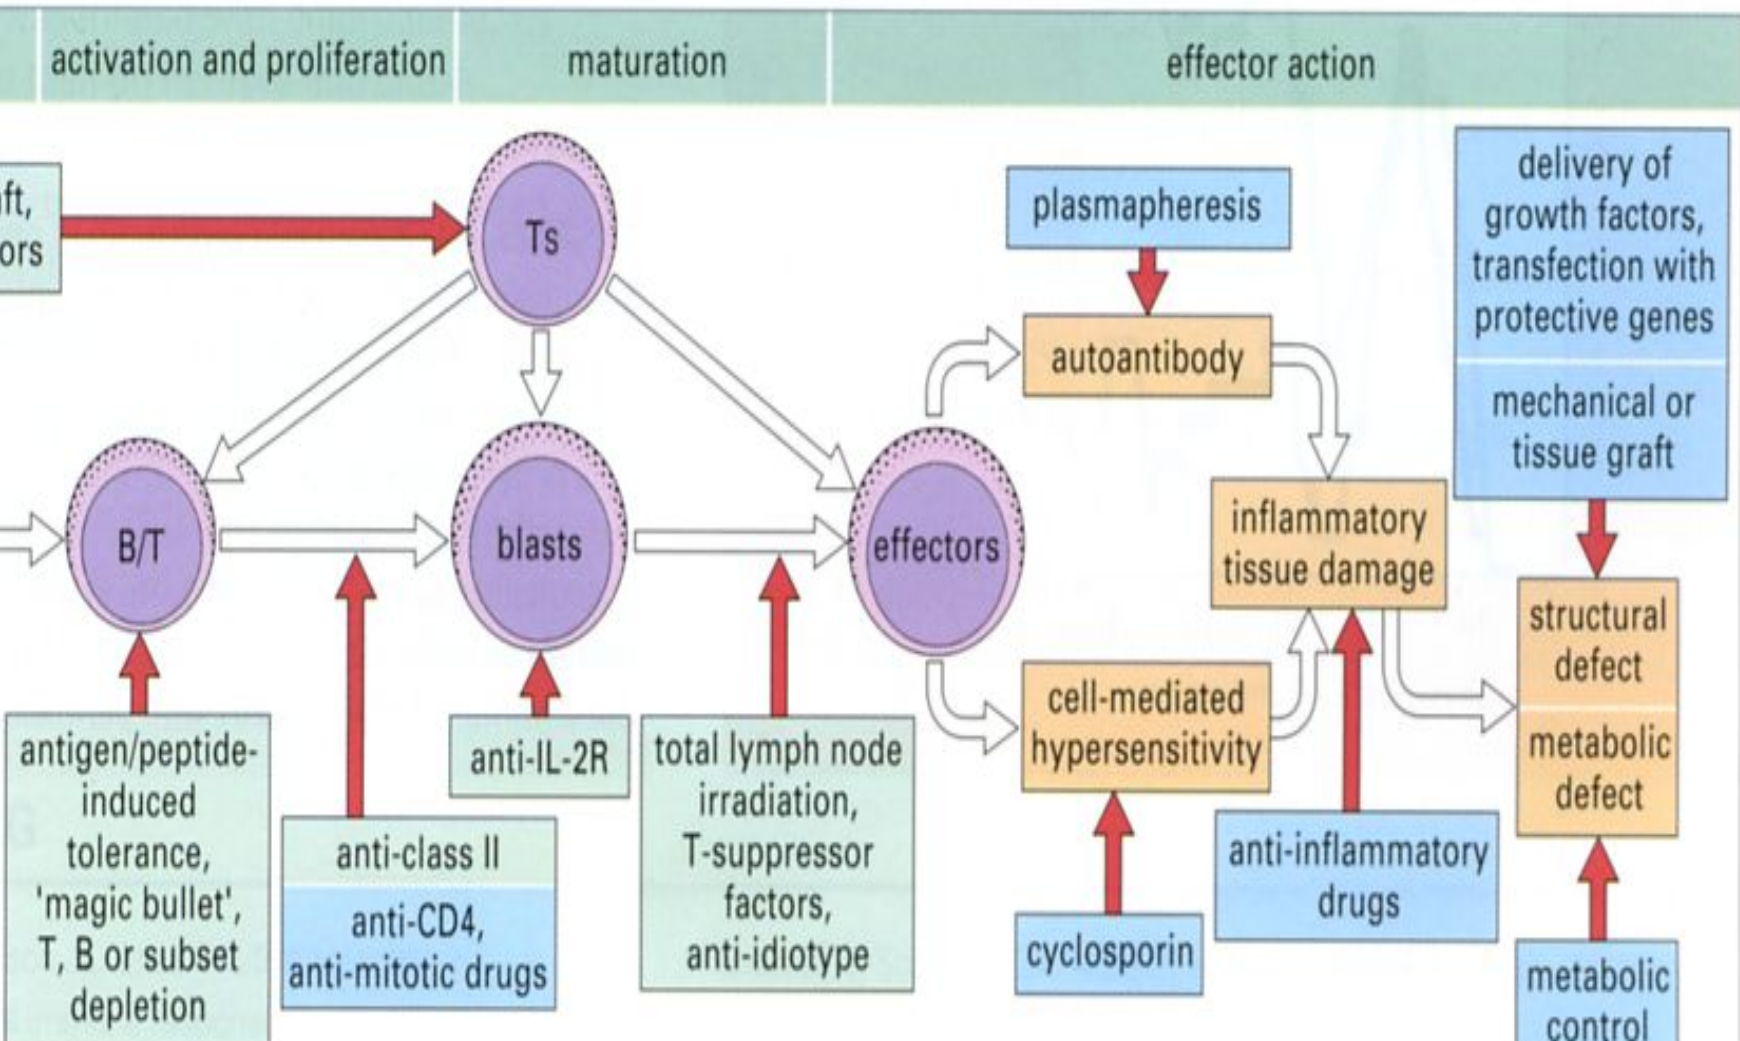 activation and proliferation
maturation
effector action
ft,
ors
Ts
plasmapheresis
delivery of
growth factors,
transfection with
protective genes
mechanical or
tissue graft
autoantibody
B/T
blasts
effectors
inflammatory
tissue damage
structural
defect
metabolic
defect
cell-mediated
hypersensitivity
antigen/peptide-
induced
tolerance,
'magic bullet',
T, B or subset
depletion
anti-class II
anti-CD4,
anti-mitotic drugs
anti-IL-2R
total lymph node
irradiation,
T-suppressor
factors,
anti-idiotype
cyclosporin
anti-inflammatory
drugs
metabolic
control